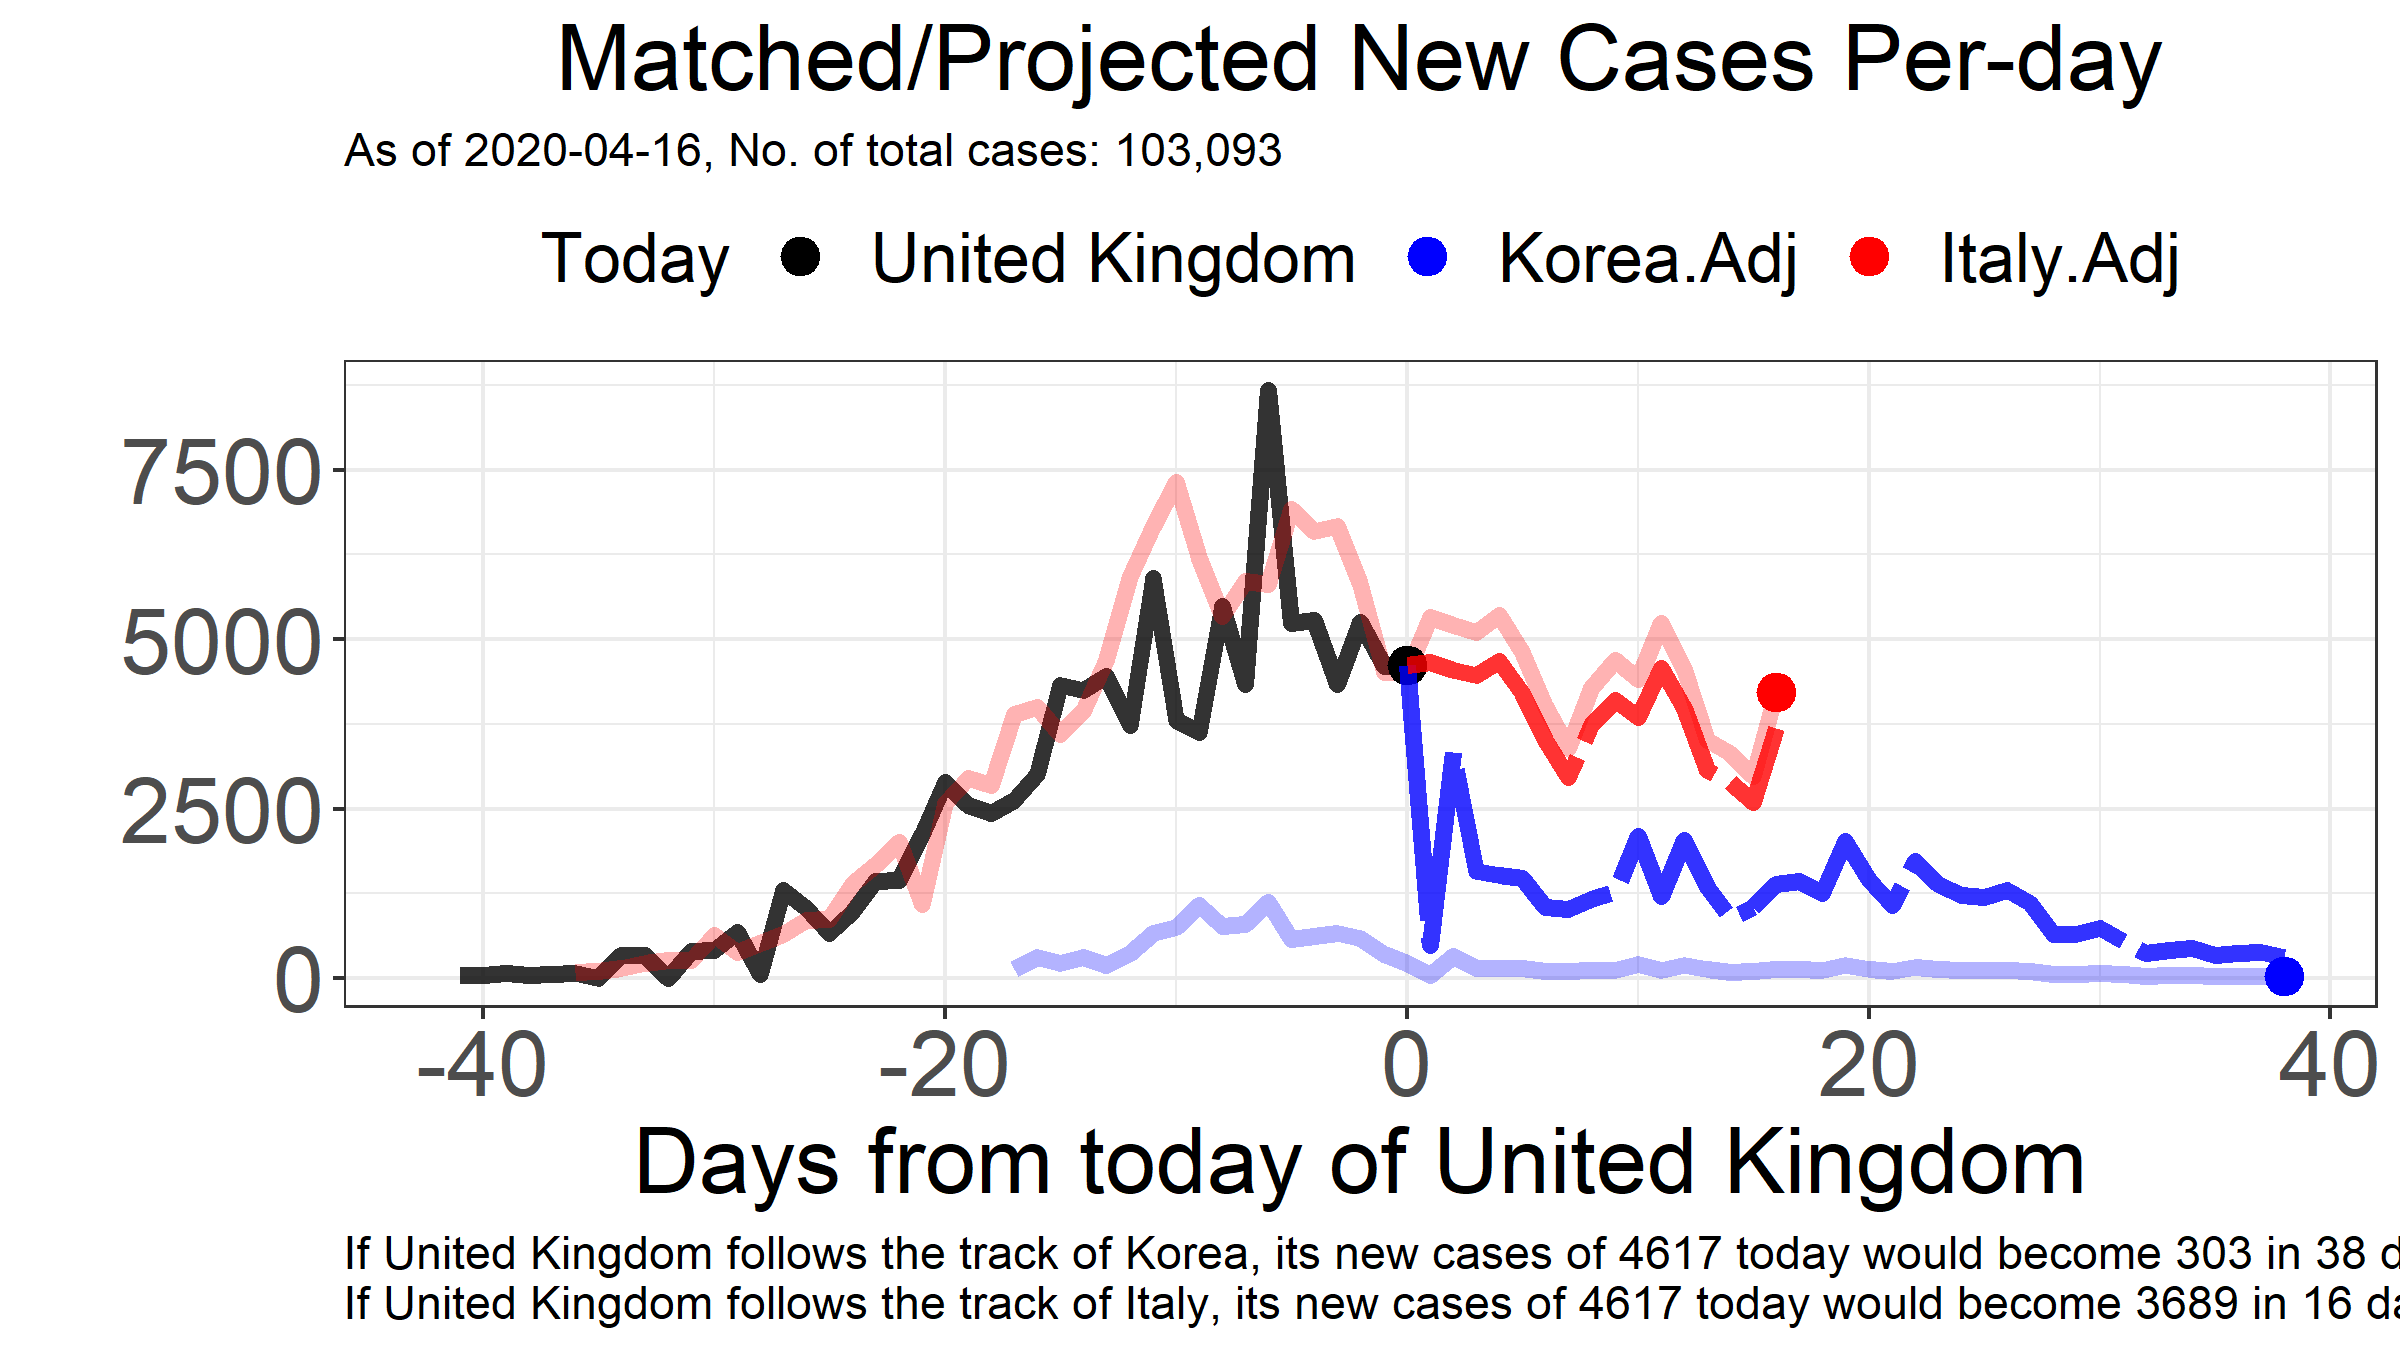 Matched/Projected New Cases Per-day
As of 2020-04-16, No. of total cases: 103,093
Today United Kingdom Korea.Adj Italy.Adj
7500
5000
2500
0
-40 -20 0 20 40
Days from today of United Kingdom
If United Kingdom follows the track of Korea, its new cases of 4617 today would become 303 in 38 d
If United Kingdom follows the track of Italy, its new cases of 4617 today would become 3689 in 16 da